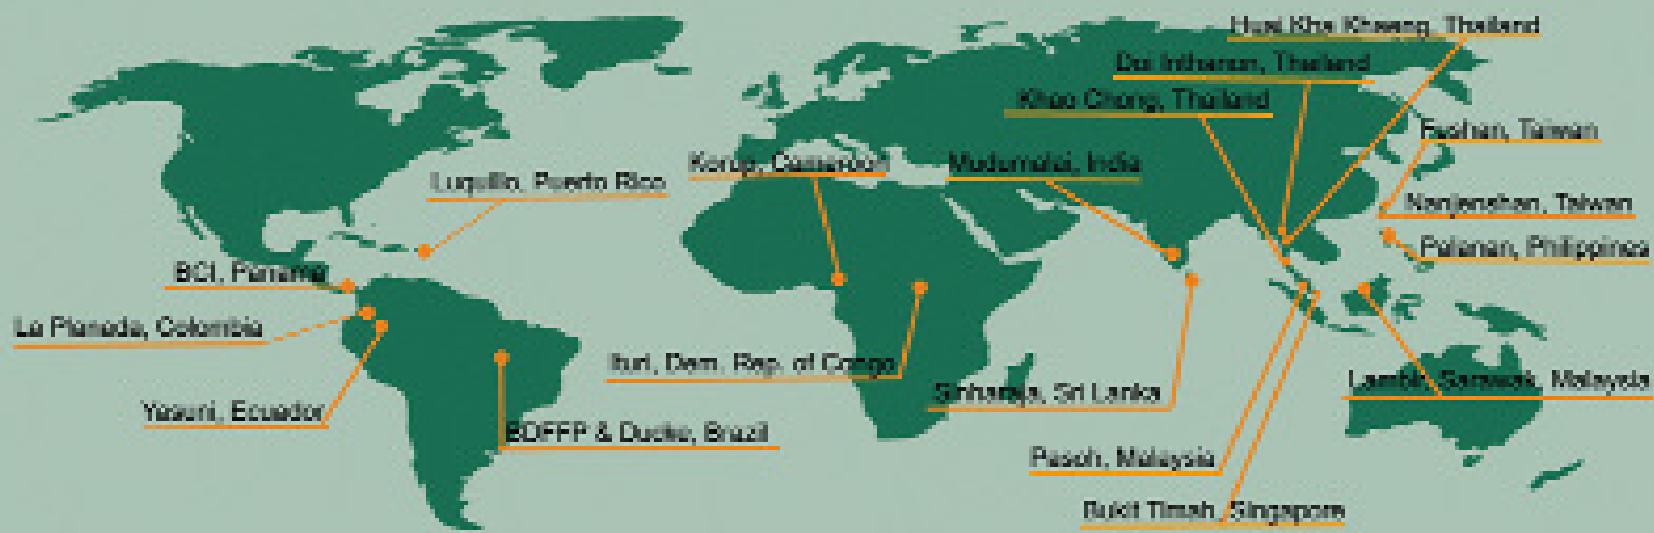 Huai Kha Khaeng, Thailand
Doi Inthanon, Thailand
Khao Chong, Thailand
Fushan, Taiwan
Korup, Cameroon
Mudumalai, India
Luquillo, Puerto Rico
Nanjenshan, Taiwan
Palanan, Philippines
BCI, Panama
La Planada, Colombia
Ituri, Dem. Rep. of Congo
Sinharaja, Sri Lanka
Lambir, Sarawak, Malaysia
Yasuni, Ecuador
BDFFP & Ducke, Brazil
Pasoh, Malaysia
Bukit Timah, Singapore